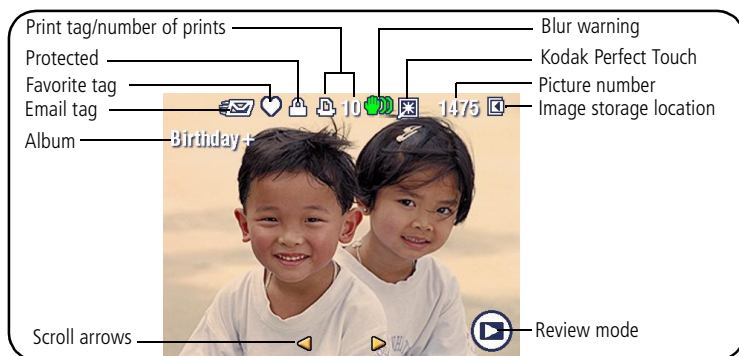 Print tag/number of prints
Protected
Favorite tag
Email tag
Album
Scroll arrows
10
1475
Birthday+
Blur warning
Kodak Perfect Touch
Picture number
Image storage location
Review mode